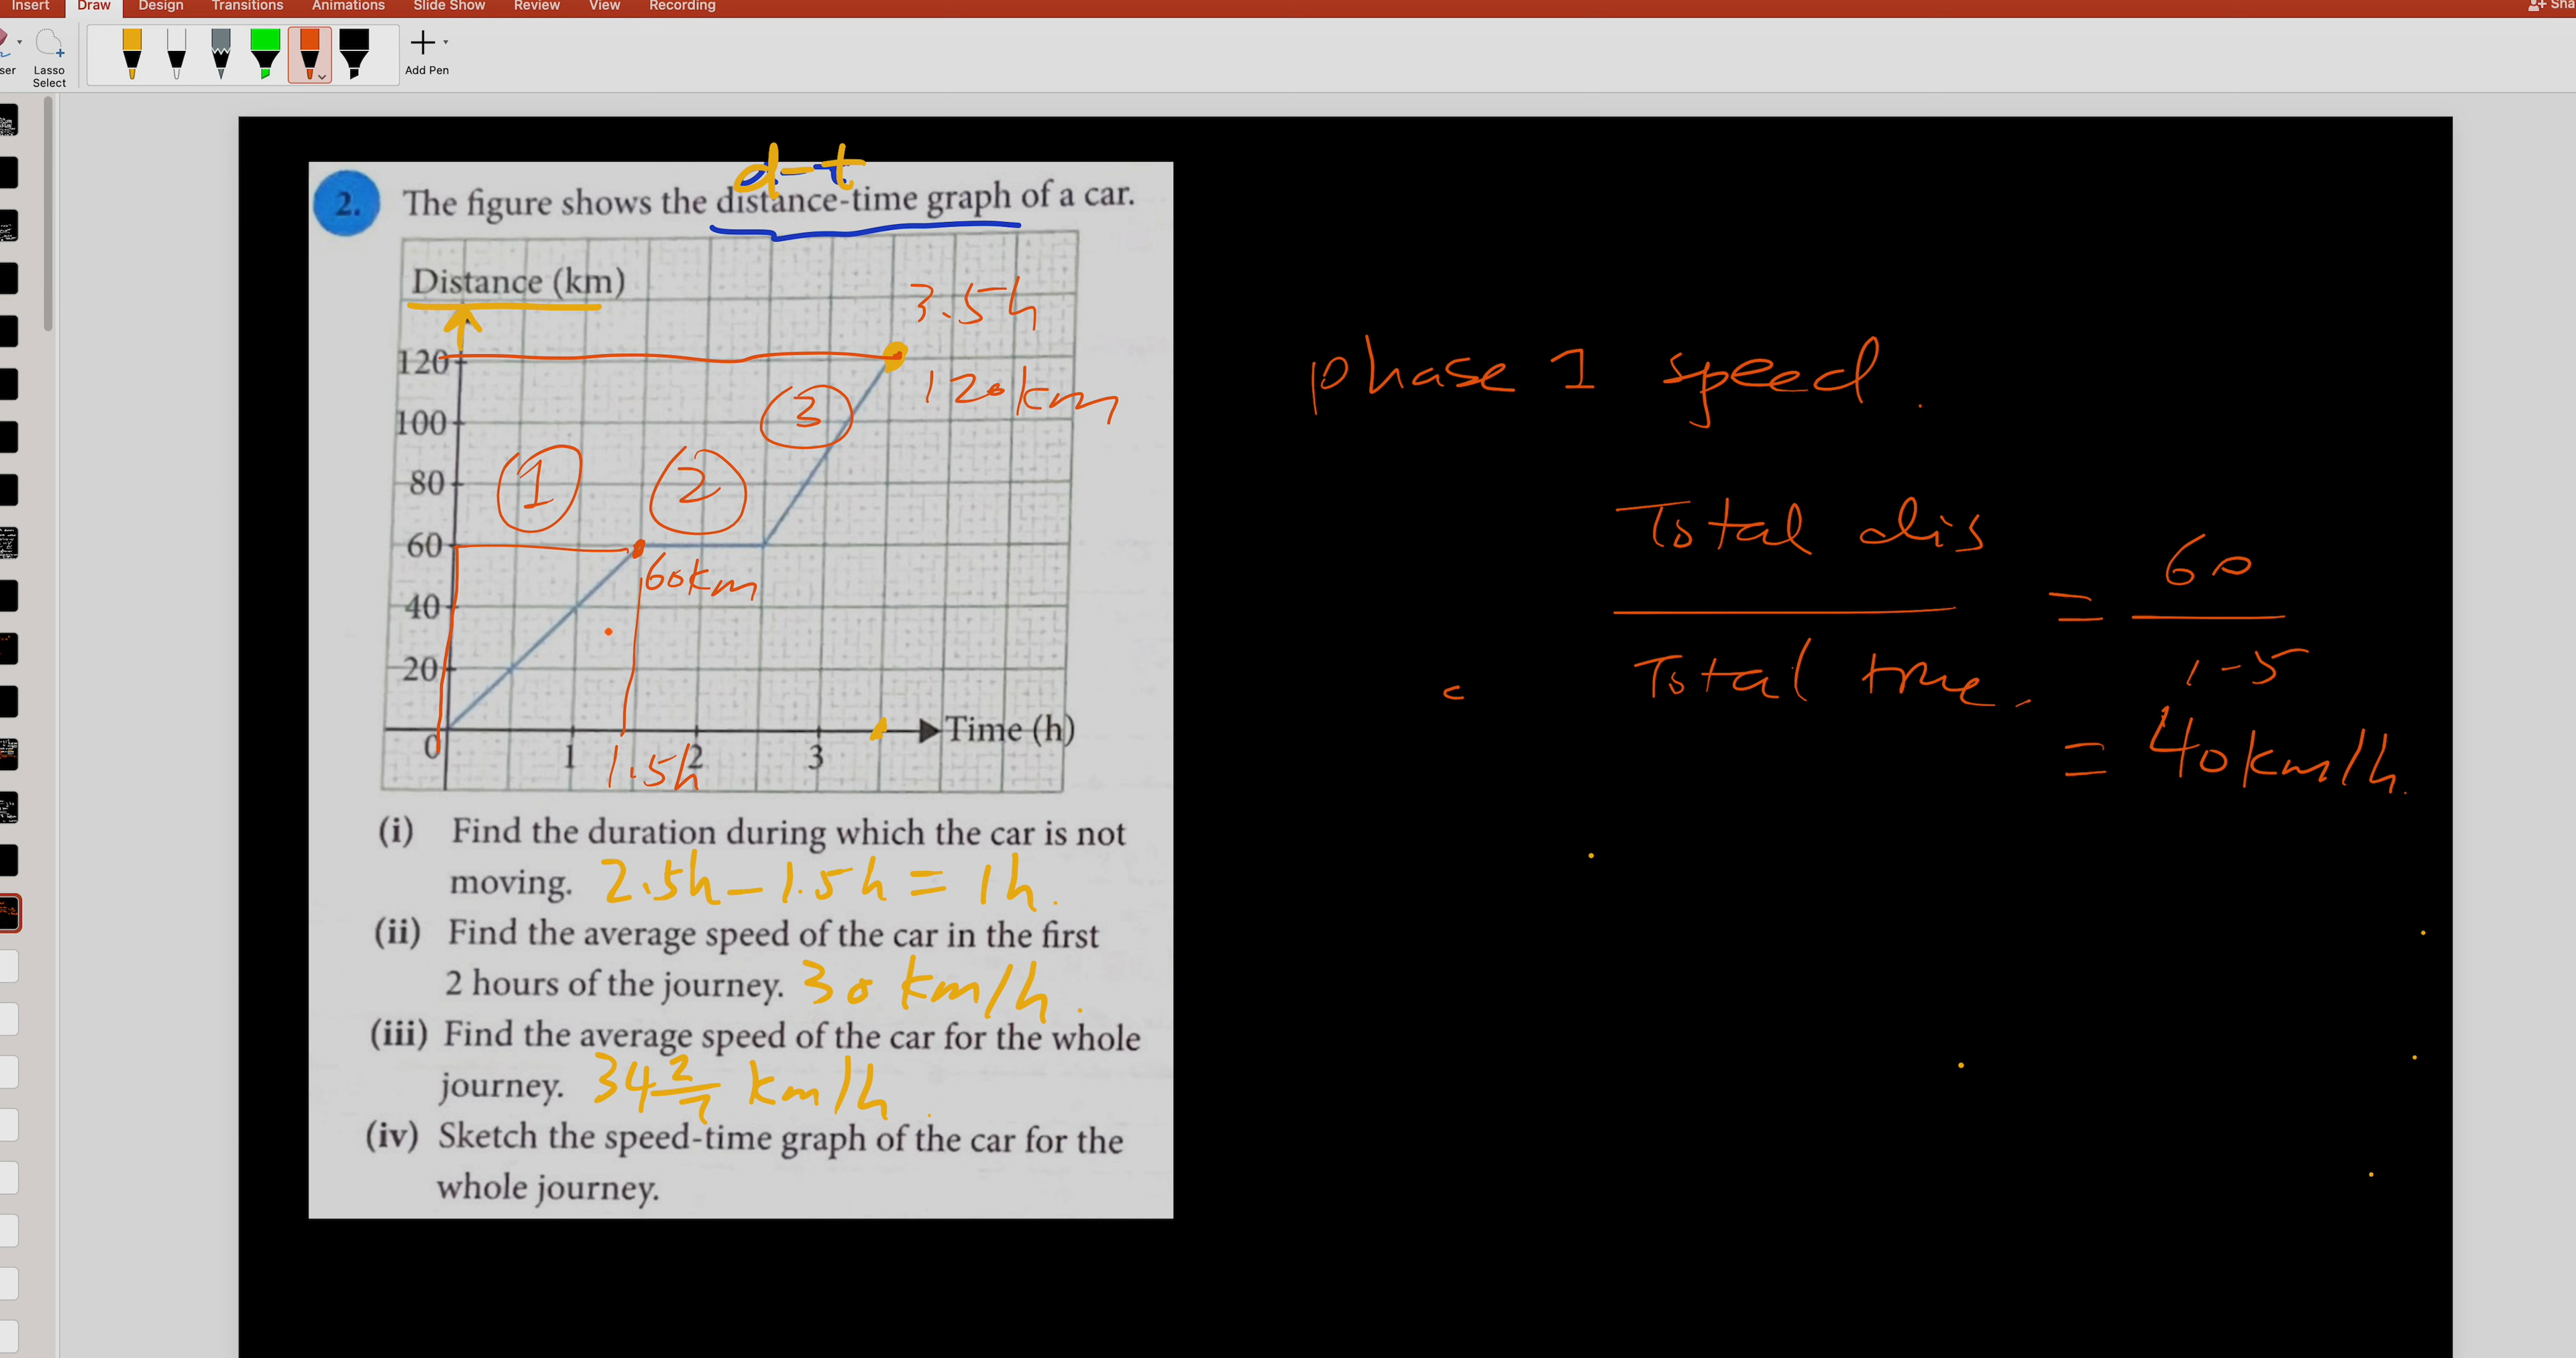 Insert Draw Design Transitions Animations Slide Show Review View Recording
Lasso
Select
Add Pen
d-t
2. The figure shows the distance-time graph of a car.
Distance (km)
3.5h
120
120km
100
3
80
1
2
60
60km
40
20
0 1 2 3 Time (h)
1.5h
(i) Find the duration during which the car is not
moving. 2.5h – 1.5h = 1h.
(ii) Find the average speed of the car in the first
2 hours of the journey. 30 km/h.
(iii) Find the average speed of the car for the whole
journey. 34 2/7 km/h.
(iv) Sketch the speed-time graph of the car for the
whole journey.
phase 1 speed.
Total dis
= 60
Total time.
1.5
= 40km/h.